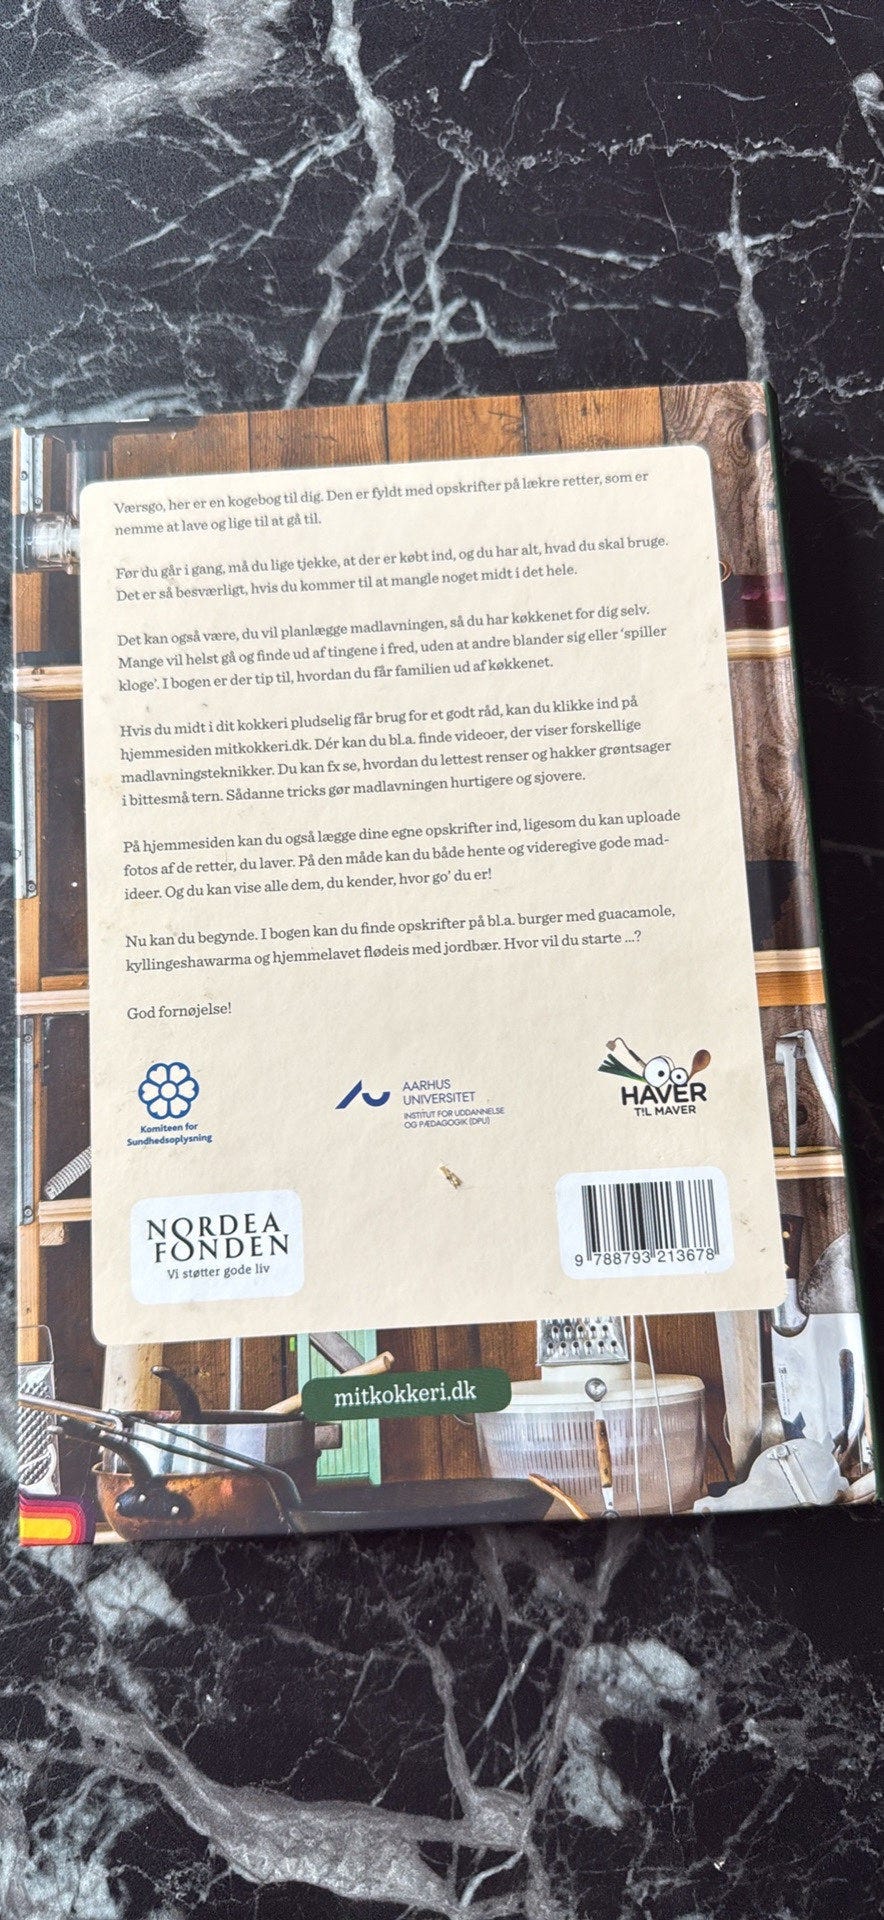 Værsgo, her er en kogebog til dig. Den er fyldt med opskrifter på lækre retter, som er
nemme at lave og lige til at gå til.
Før du går i gang, må du lige tjekke, at der er købt ind, og du har alt, hvad du skal bruge.
Det er så besværligt, hvis du kommer til at mangle noget midt i det hele.
Det kan også være, du vil planlægge madlavningen, så du har køkkenet for dig selv.
Mange vil helst gå og finde ud af tingene i fred, uden at andre blander sig eller ‘spiller
kloge’. I bogen er der tip til, hvordan du får familien ud af køkkenet.
Hvis du midt i dit kokkeri pludselig får brug for et godt råd, kan du klikke ind på
hjemmesiden mitkokkeri.dk. Dér kan du bl.a. finde videoer, der viser forskellige
madlavningsteknikker. Du kan fx se, hvordan du lettest renser og hakker grøntsager
i bittesmå tern. Sådanne tricks gør madlavningen hurtigere og sjovere.
På hjemmesiden kan du også lægge dine egne opskrifter ind, ligesom du kan uploade
fotos af de retter, du laver. På den måde kan du både hente og videregive gode mad-
ideer. Og du kan vise alle dem, du kender, hvor go’ du er!
Nu kan du begynde. I bogen kan du finde opskrifter på bl.a. burger med guacamole,
kyllingeshawarma og hjemmelavet flødeis med jordbær. Hvor vil du starte ...?
God fornøjelse!
Komiteen for
Sundhedsoplysning
AARHUS
UNIVERSITET
INSTITUT FOR UDDANNELSE
OG PÆDAGOGIK (DPU)
HAVER
T!L MAVER
NORDEA
FONDEN
Vi støtter gode liv
9 788793 213678
mitkokkeri.dk